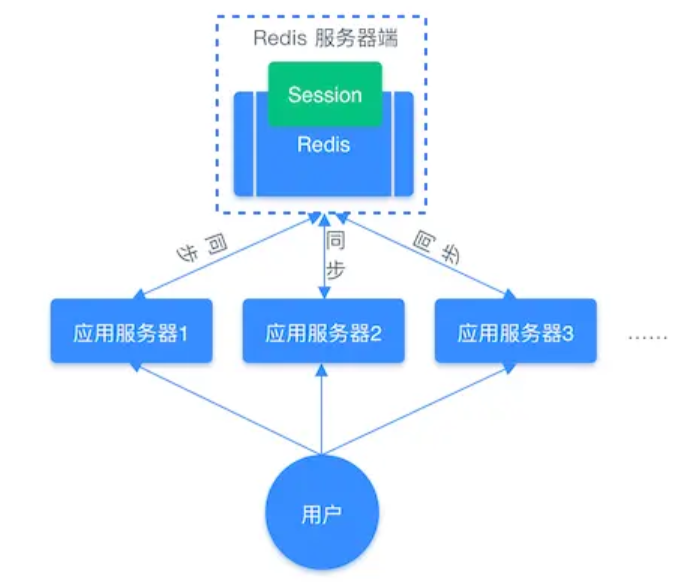 Redis 服务器端
Session
Redis
同步
同步
同步
应用服务器1
应用服务器2
应用服务器3
......
用户